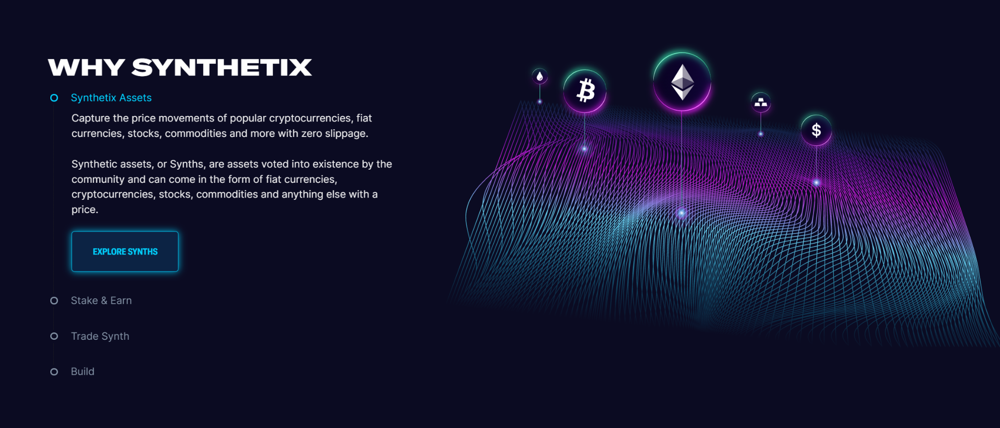 WHY SYNTHETIX
Synthetix Assets
Capture the price movements of popular cryptocurrencies, fiat
currencies, stocks, commodities and more with zero slippage.
Synthetic assets, or Synths, are assets voted into existence by the
community and can come in the form of fiat currencies,
cryptocurrencies, stocks, commodities and anything else with a
price.
EXPLORE SYNTHS
Stake & Earn
Trade Synth
Build
$